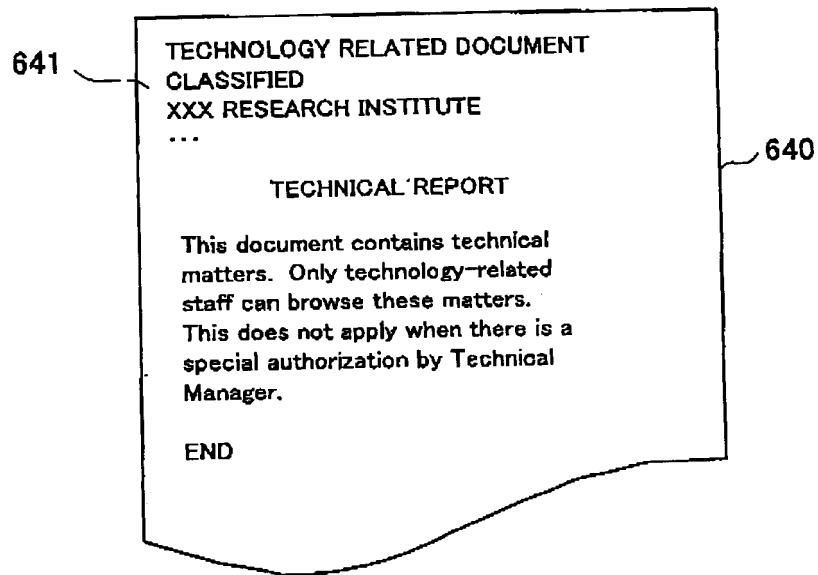 641
TECHNOLOGY RELATED DOCUMENT
CLASSIFIED
XXX RESEARCH INSTITUTE
...
640
TECHNICAL REPORT
This document contains technical
matters. Only technology-related
staff can browse these matters.
This does not apply when there is a
special authorization by Technical
Manager.
END